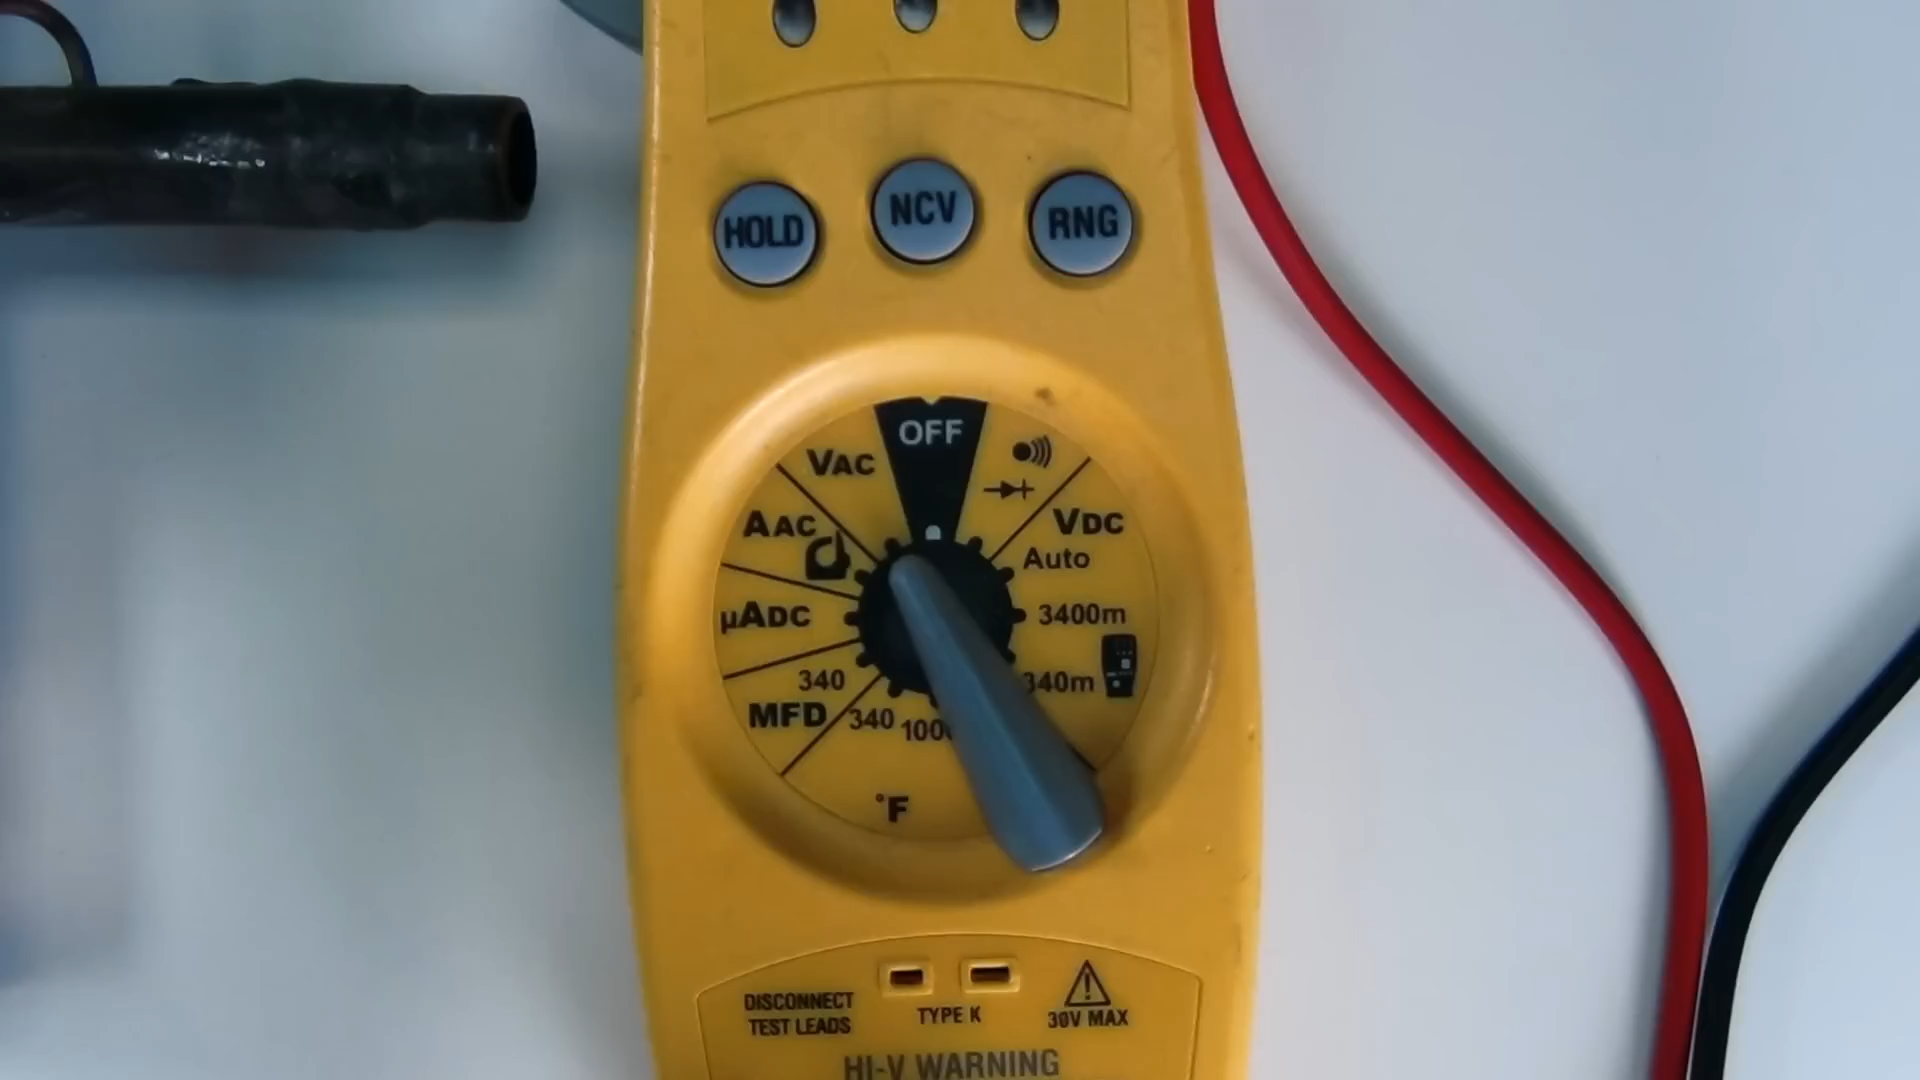 HOLD NCV RNG
OFF
VAC
AAC
VDC
Auto
µADC
3400m
340
340m
MFD
340
°F
DISCONNECT
TEST LEADS
TYPE K
30V MAX
HI-V WARNING